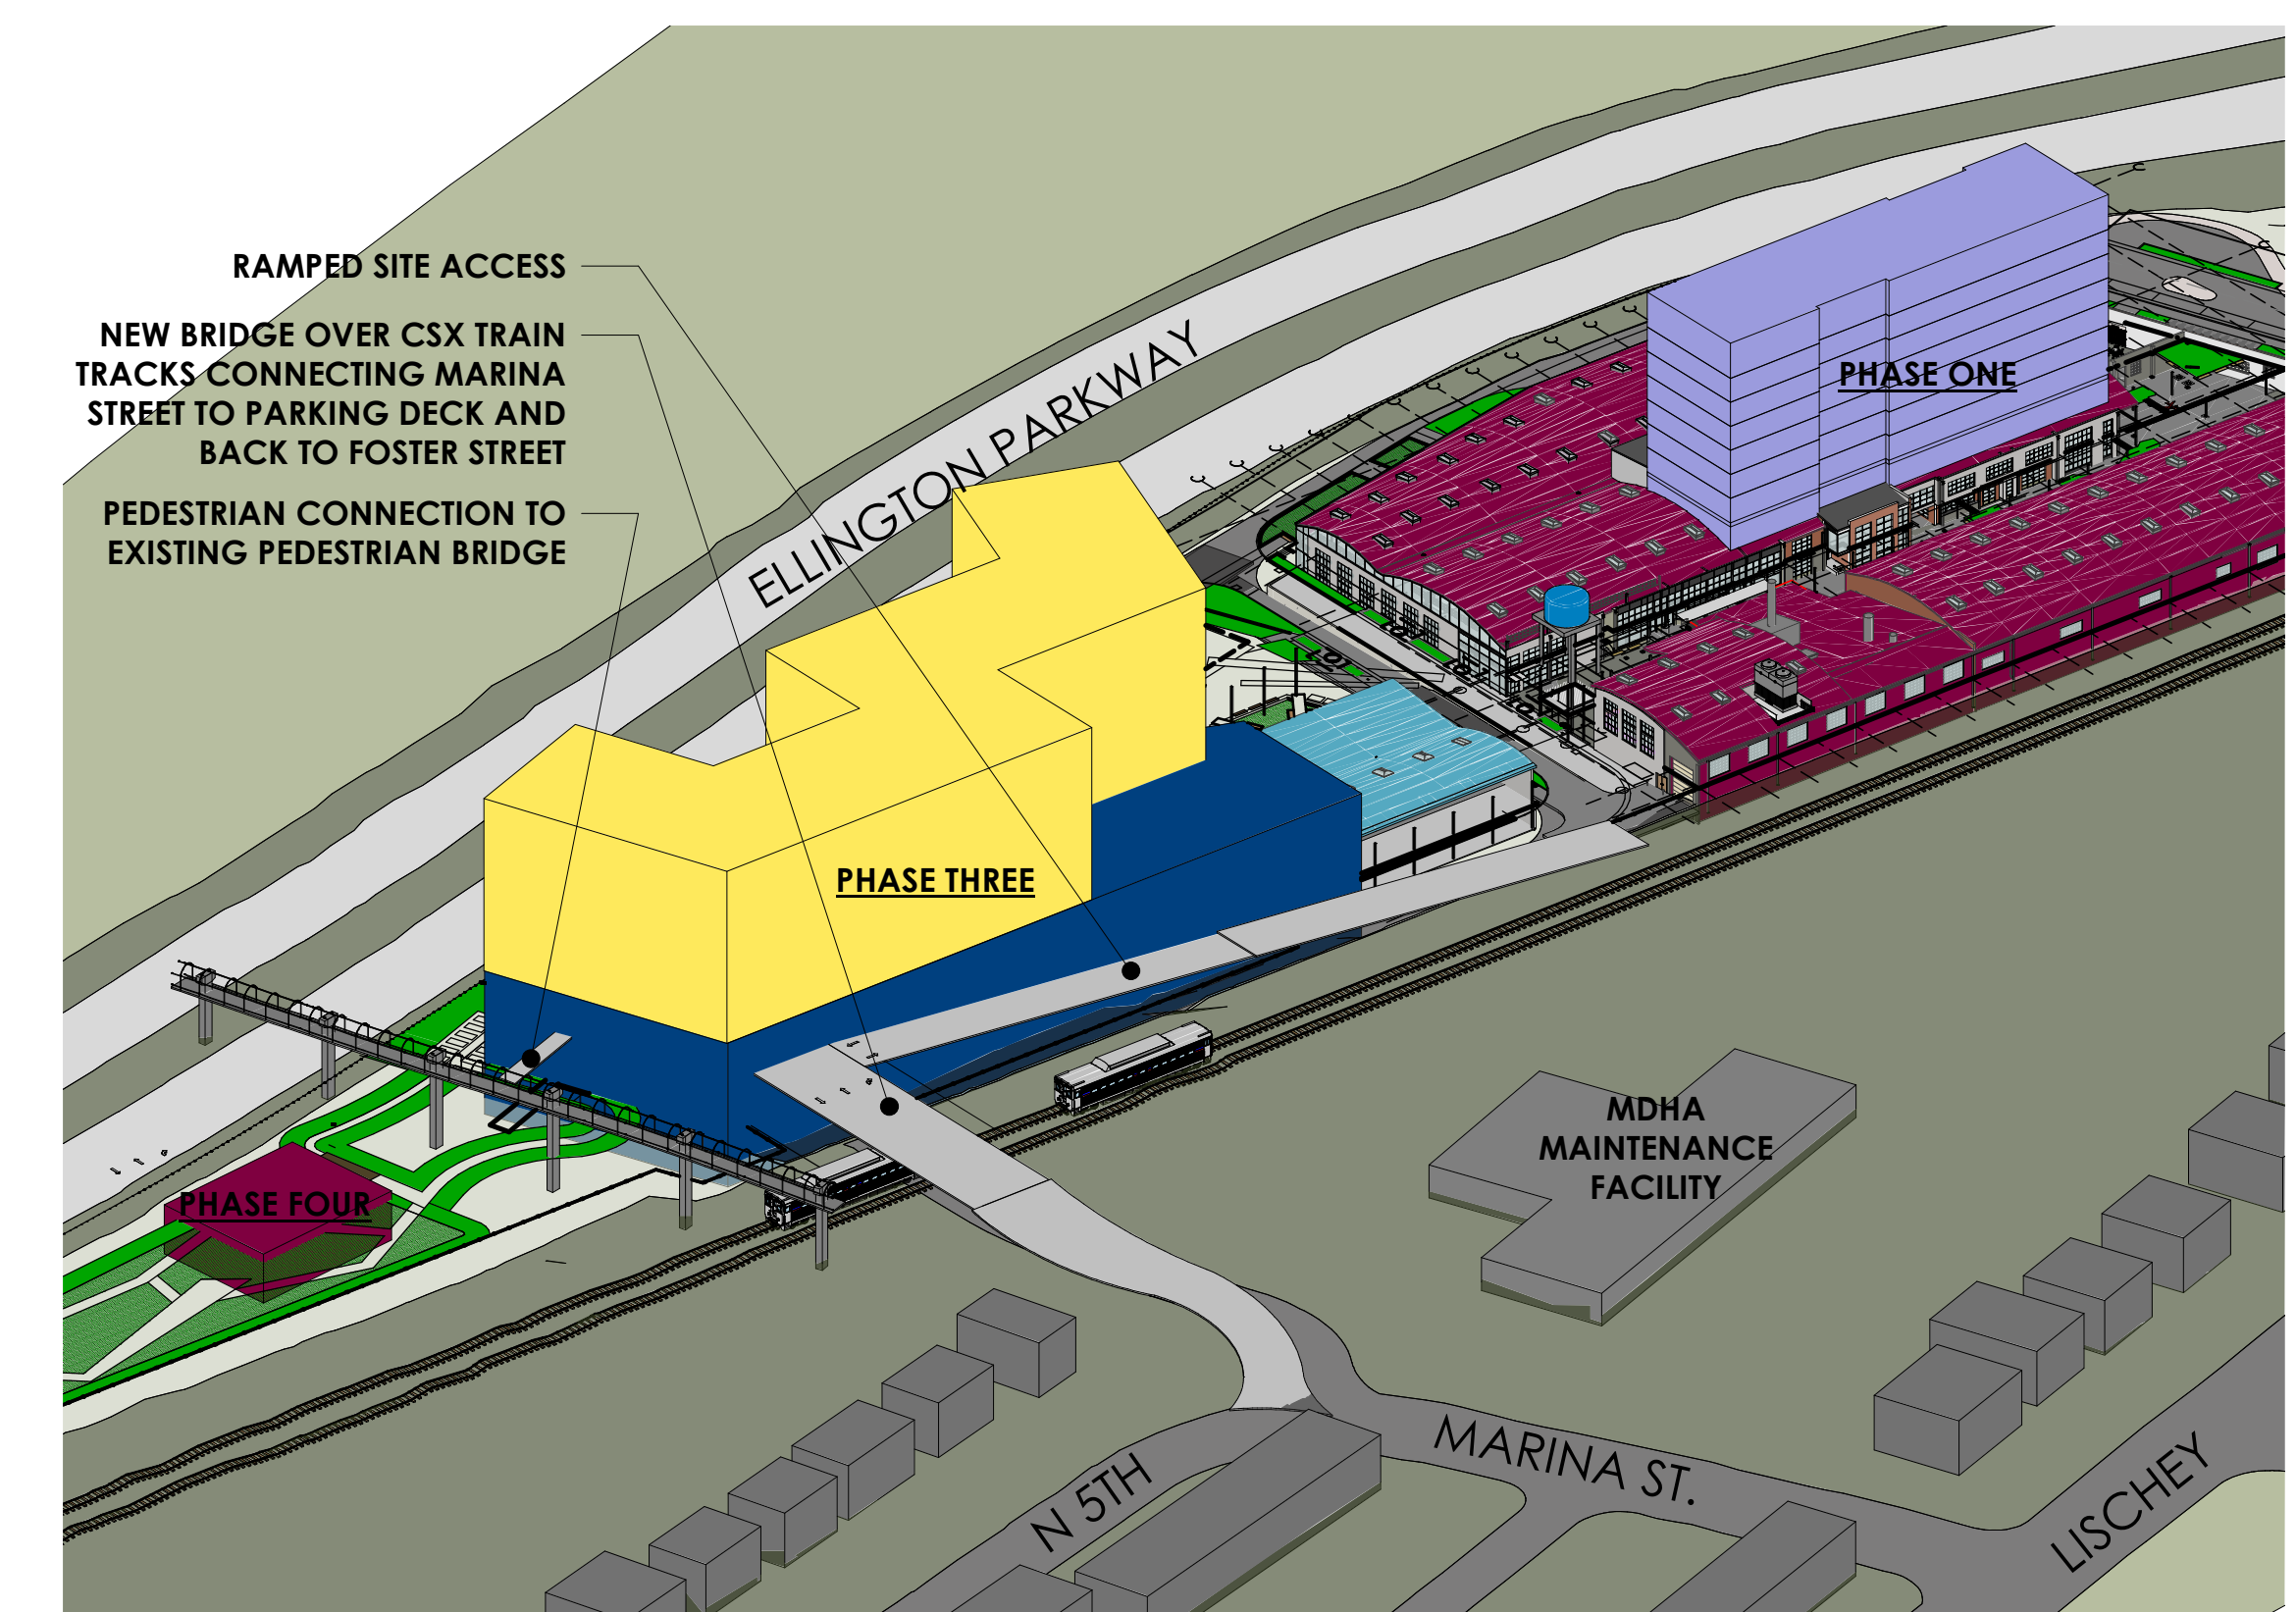 RAMPED SITE ACCESS
NEW BRIDGE OVER CSX TRAIN
TRACKS CONNECTING MARINA
STREET TO PARKING DECK AND
BACK TO FOSTER STREET
PEDESTRIAN CONNECTION TO
EXISTING PEDESTRIAN BRIDGE
ELLINGTON PARKWAY
PHASE ONE
PHASE THREE
PHASE FOUR
MDHA
MAINTENANCE
FACILITY
N 5TH
MARINA ST.
LISCHEY